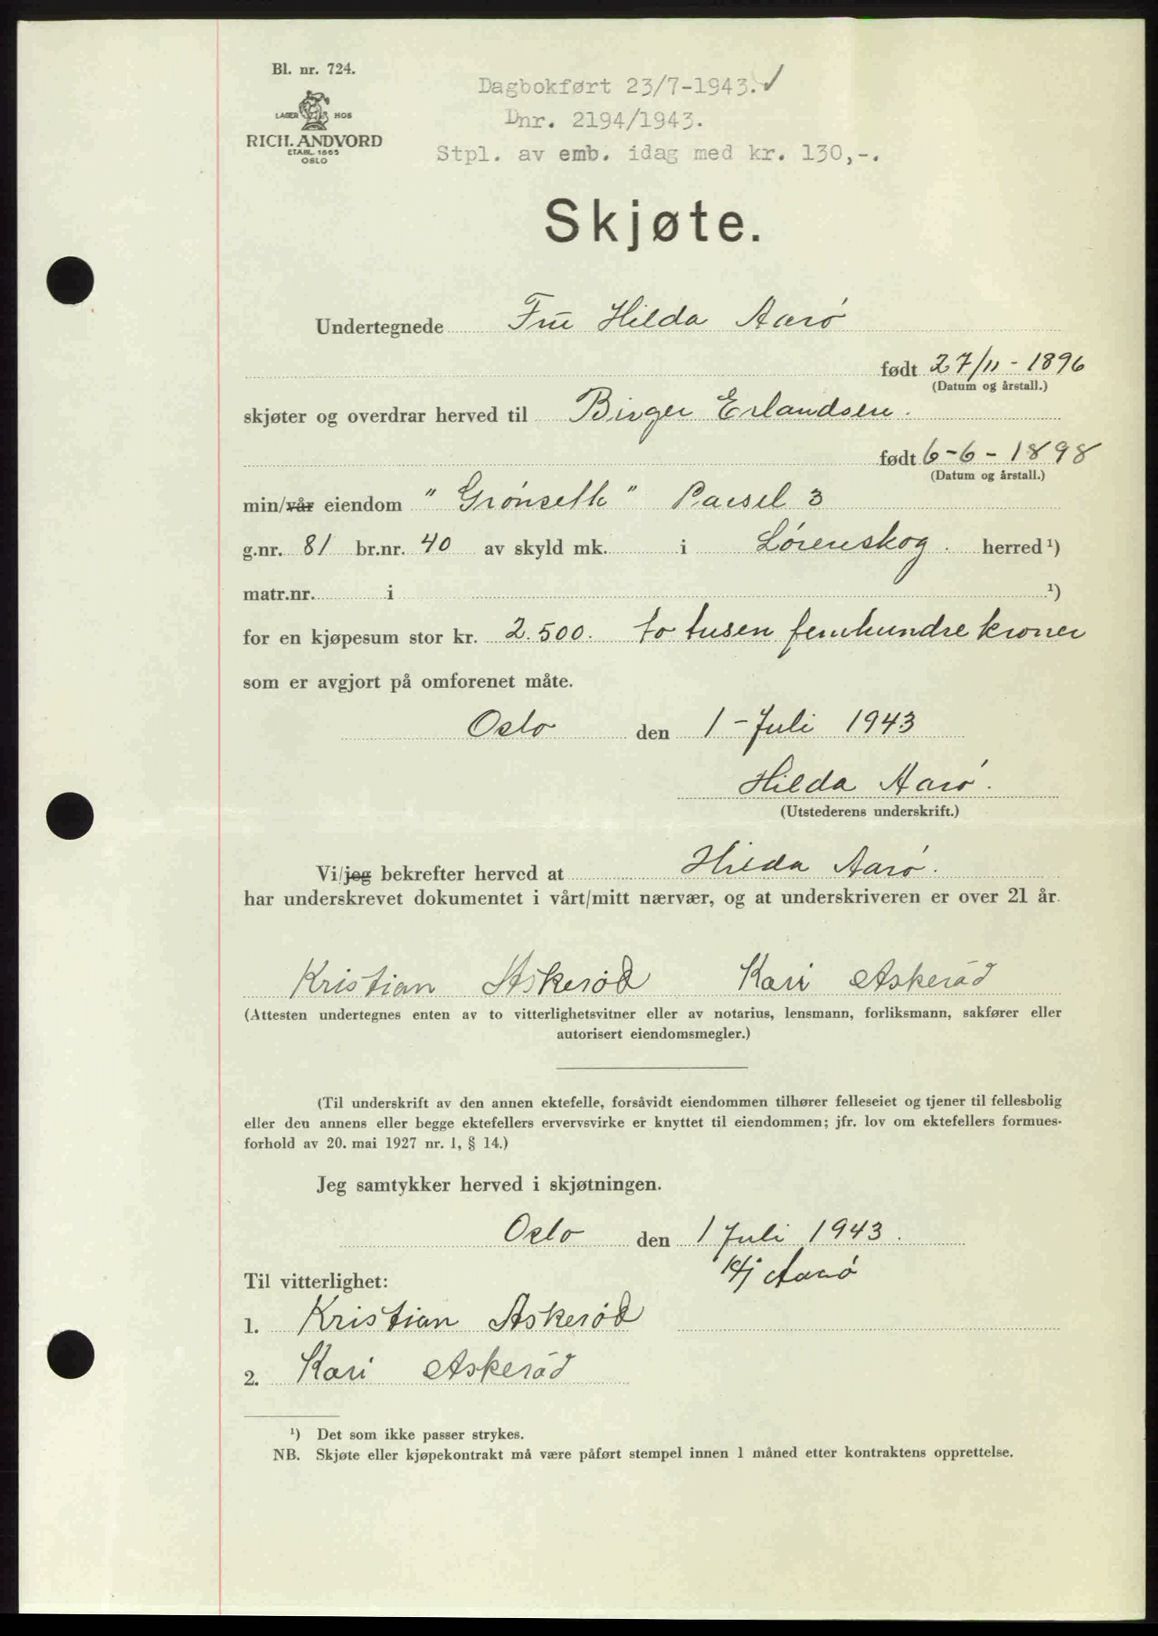 Bl. nr. 724.
LAGER HOS
RICH. ANDVORD
ETABL. 1865
OSLO
Dagbokført 23/7-1943.
Dnr. 2194/1943.
Stpl. av emb. idag med kr. 130,-.
Skjøte.
Undertegnede Fru Hilda Aarø
født 27/11 - 1896
(Datum og årstall.)
skjøter og overdrar herved til Birger Erlandsen.
født 6-6-1898
(Datum og årstall.)
min/vår eiendom "Grønseth" Parsel 3
g.nr. 81 br.nr. 40 av skyld mk. i Lørenskog. herred ¹)
matr.nr. i ¹)
for en kjøpesum stor kr. 2.500. to tusen femhundre kroner
som er avgjort på omforenet måte.
Oslo den 1-Juli 1943
Hilda Aarø.
(Utstederens underskrift.)
Vi/jeg bekrefter herved at Hilda Aarø.
har underskrevet dokumentet i vårt/mitt nærvær, og at underskriveren er over 21 år.
Kristian Askerød Kari Askerød
(Attesten undertegnes enten av to vitterlighetsvitner eller av notarius, lensmann, forliksmann, sakfører eller
autorisert eiendomsmegler.)
(Til underskrift av den annen ektefelle, forsåvidt eiendommen tilhører felleseiet og tjener til fellesbolig
eller den annens eller begge ektefellers ervervsvirke er knyttet til eiendommen; jfr. lov om ektefellers formues-
forhold av 20. mai 1927 nr. 1, § 14.)
Jeg samtykker herved i skjøtningen.
Oslo den 1 Juli 1943.
Aarø
Til vitterlighet:
1. Kristian Askerød
2. Kari Askerød
¹) Det som ikke passer strykes.
NB. Skjøte eller kjøpekontrakt må være påført stempel innen 1 måned etter kontraktens opprettelse.